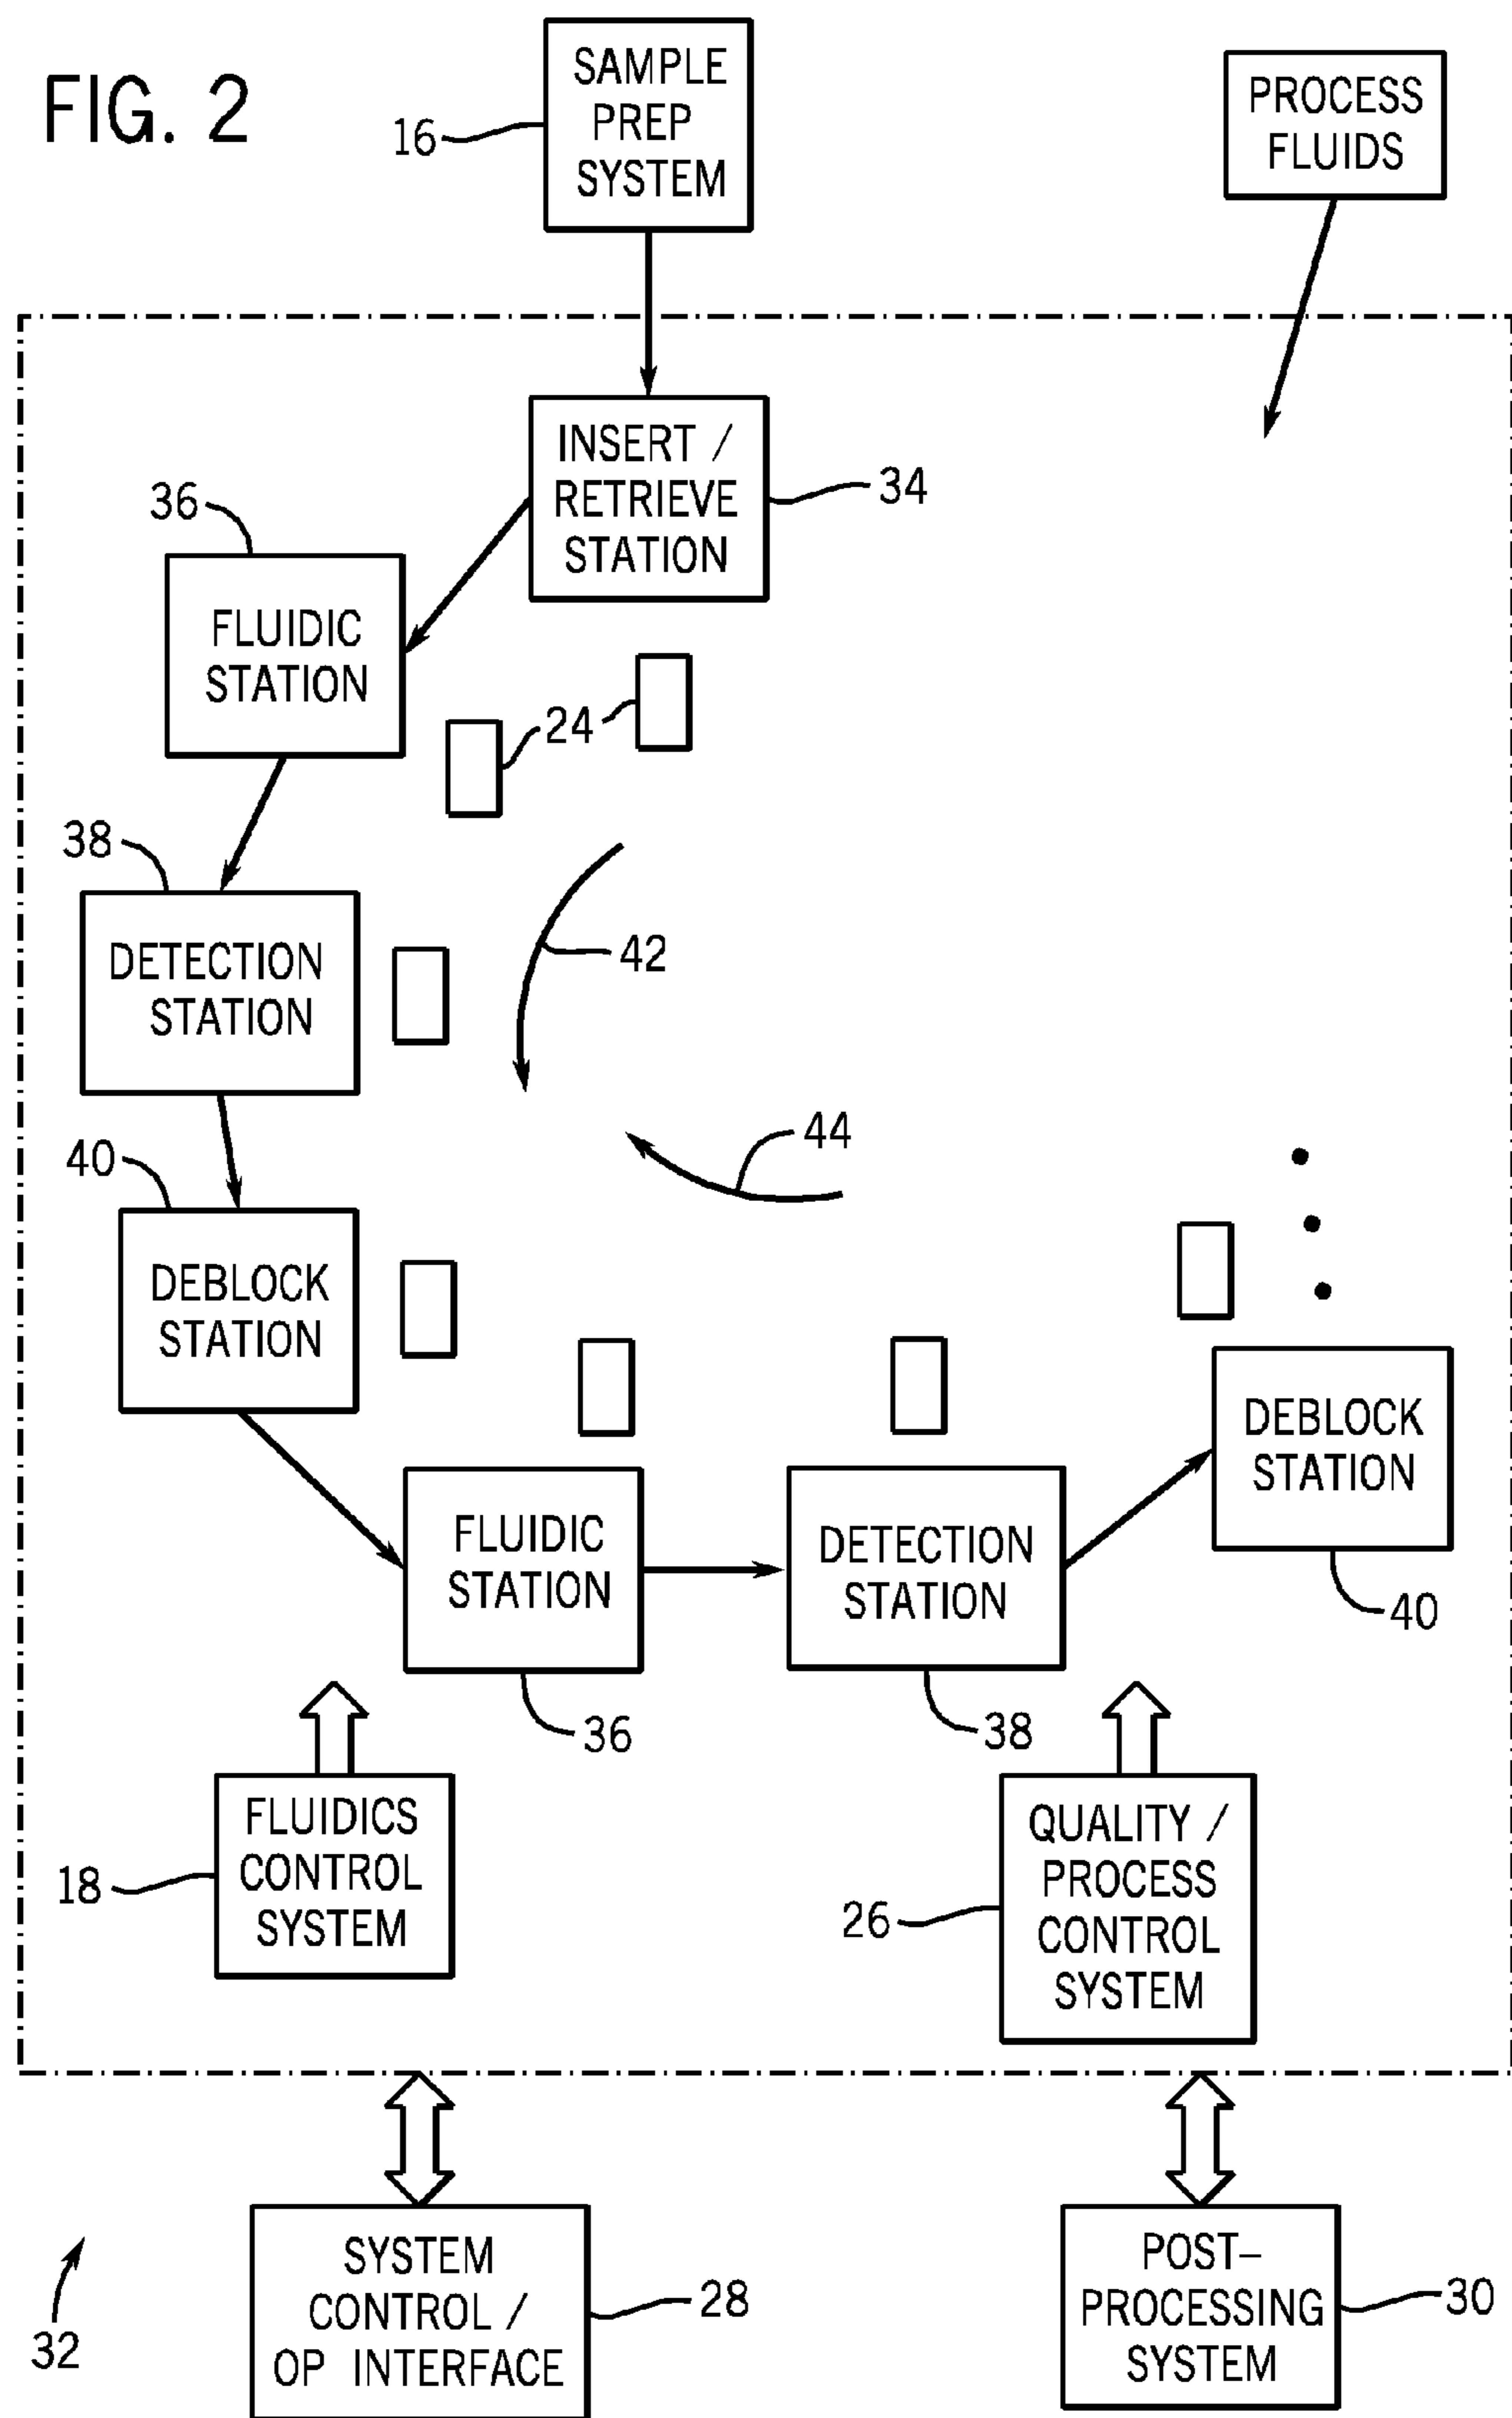 FIG. 2
16
SAMPLE
PREP
SYSTEM
PROCESS
FLUIDS
INSERT /
RETRIEVE
STATION
34
36
FLUIDIC
STATION
24
38
DETECTION
STATION
42
44
40
DEBLOCK
STATION
DEBLOCK
STATION
40
FLUIDIC
STATION
36
DETECTION
STATION
38
FLUIDICS
CONTROL
SYSTEM
18
QUALITY /
PROCESS
CONTROL
SYSTEM
26
SYSTEM
CONTROL /
OP INTERFACE
28
POST–
PROCESSING
SYSTEM
30
32